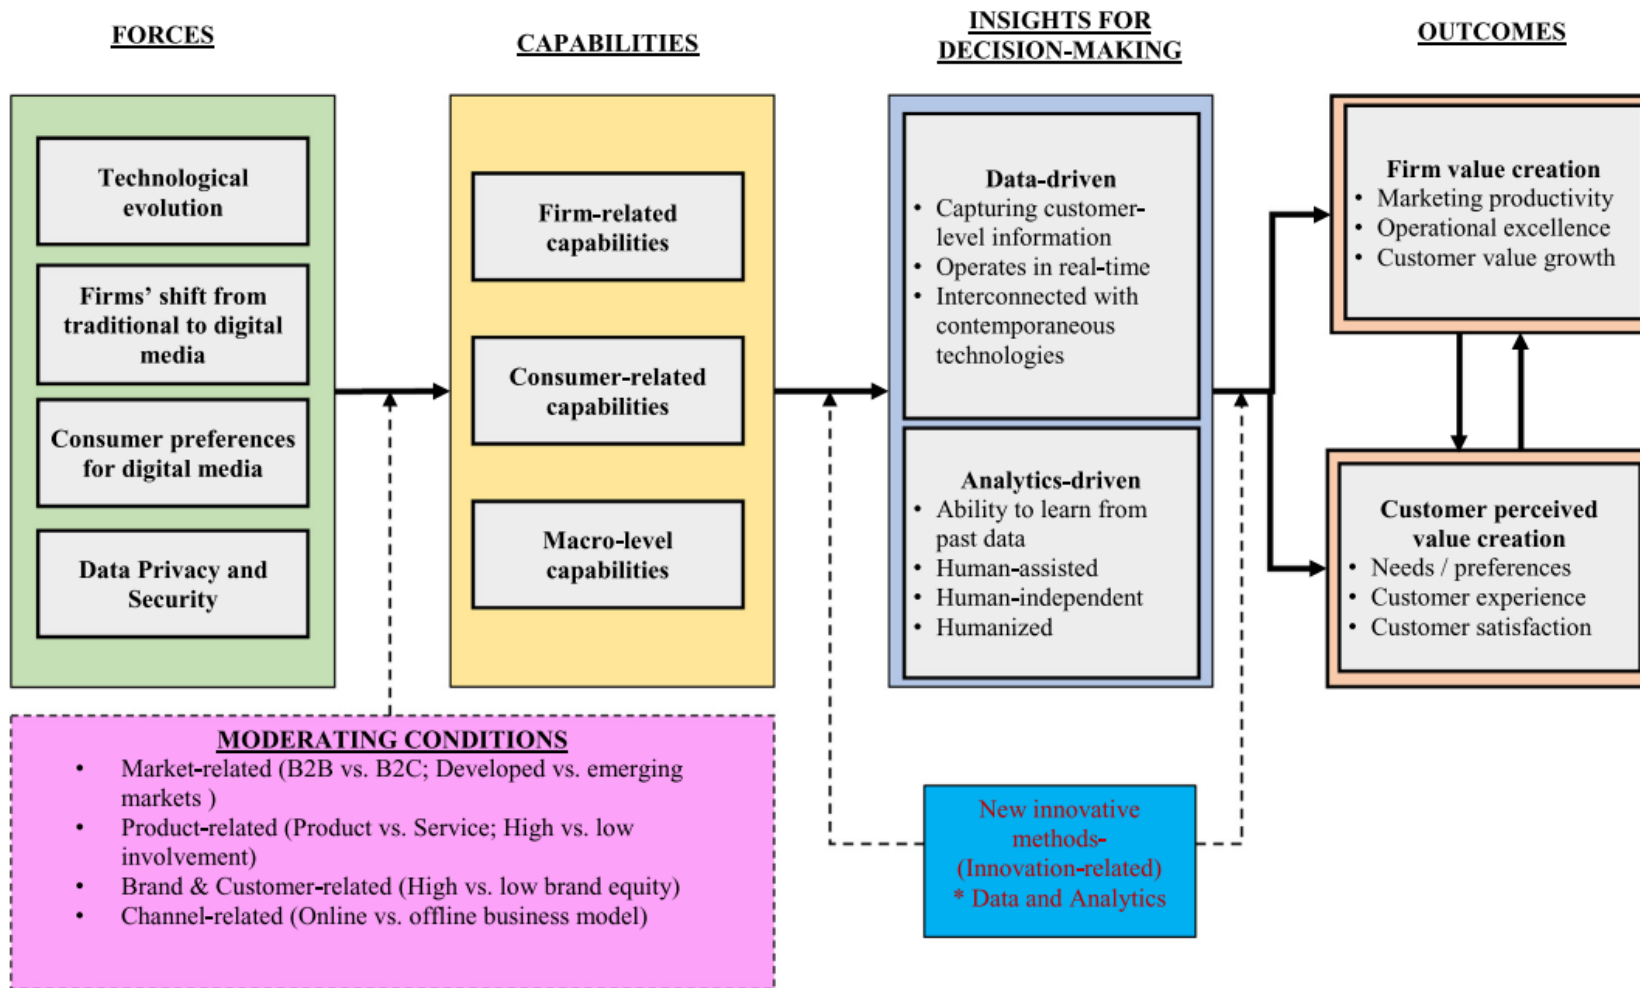 FORCES
CAPABILITIES
INSIGHTS FOR
DECISION-MAKING
OUTCOMES
Technological
evolution
Firms’ shift from
traditional to digital
media
Consumer preferences
for digital media
Data Privacy and
Security
Firm-related
capabilities
Consumer-related
capabilities
Macro-level
capabilities
Data-driven
• Capturing customer-
level information
• Operates in real-time
• Interconnected with
contemporaneous
technologies
Analytics-driven
• Ability to learn from
past data
• Human-assisted
• Human-independent
• Humanized
Firm value creation
• Marketing productivity
• Operational excellence
• Customer value growth
Customer perceived
value creation
• Needs / preferences
• Customer experience
• Customer satisfaction
MODERATING CONDITIONS
• Market-related (B2B vs. B2C; Developed vs. emerging
markets )
• Product-related (Product vs. Service; High vs. low
involvement)
• Brand & Customer-related (High vs. low brand equity)
• Channel-related (Online vs. offline business model)
New innovative
methods-
(Innovation-related)
* Data and Analytics